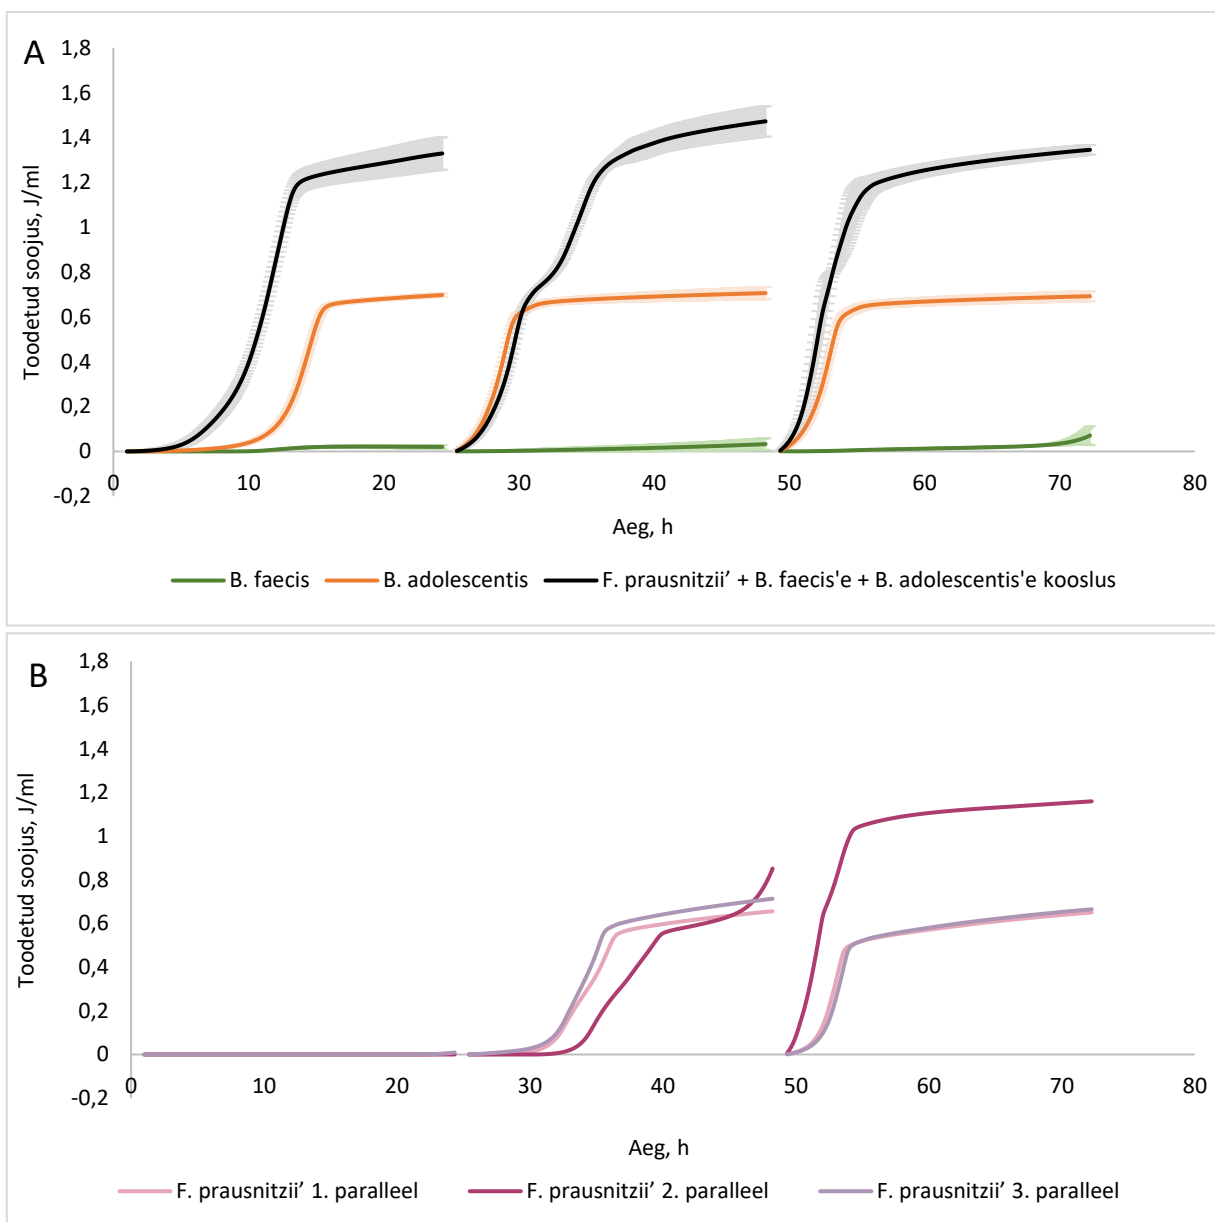 A
1,8
1,6
1,4
1,2
1
0,8
0,6
0,4
0,2
0
-0,2
Toodetud soojus, J/ml
0 10 20 30 40 50 60 70 80
Aeg, h
B. faecis B. adolescentis F. prausnitzii’ + B. faecis'e + B. adolescentis'e kooslus
B
1,8
1,6
1,4
1,2
1
0,8
0,6
0,4
0,2
0
-0,2
Toodetud soojus, J/ml
0 10 20 30 40 50 60 70 80
Aeg, h
F. prausnitzii’ 1. paralleel F. prausnitzii’ 2. paralleel F. prausnitzii’ 3. paralleel